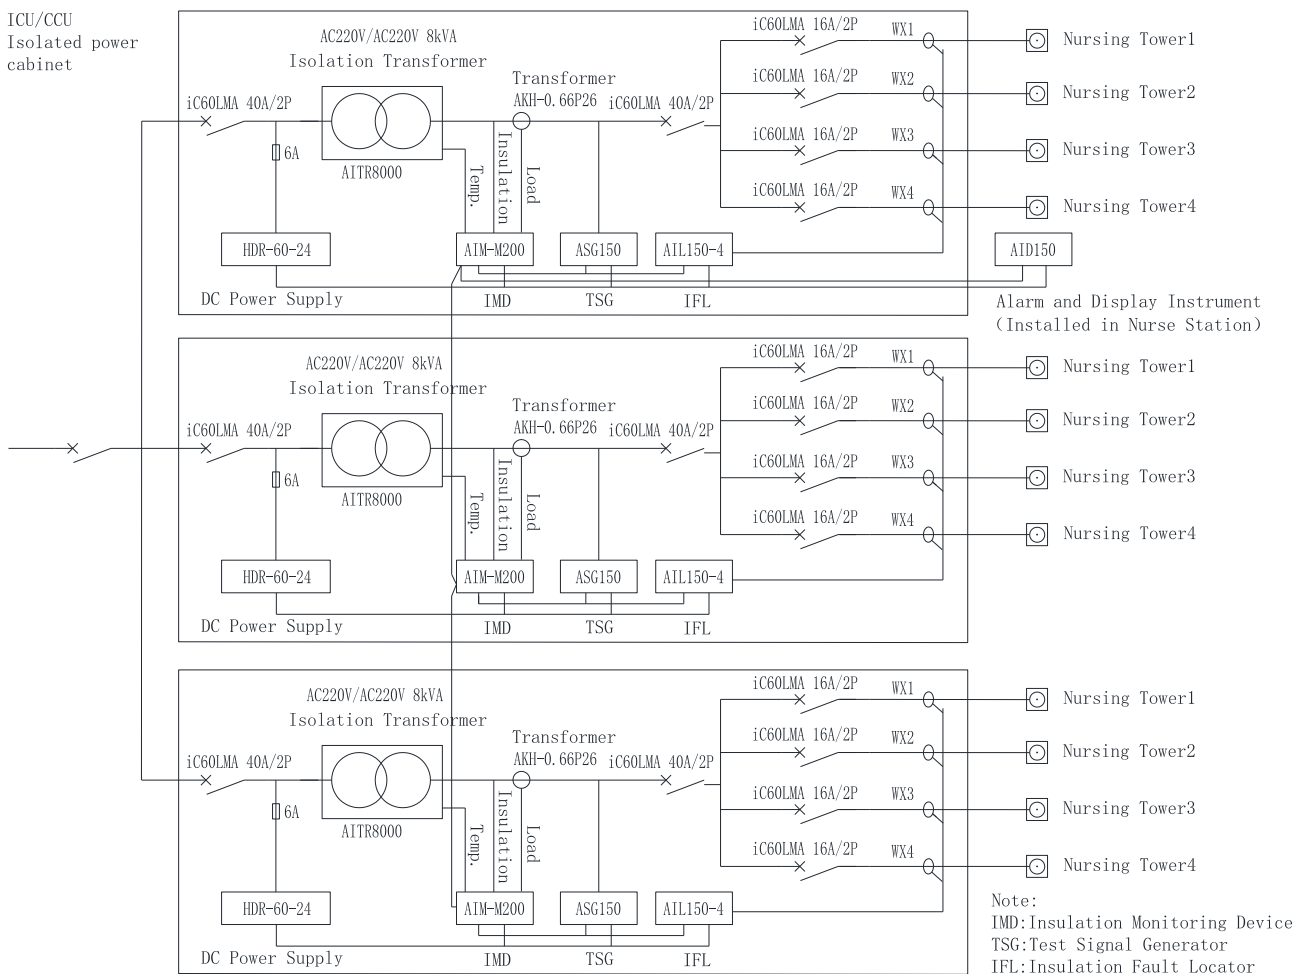 ICU/CCU
Isolated power
cabinet
AC220V/AC220V 8kVA
Isolation Transformer
iC60LMA 40A/2P
6A
AITR8000
Transformer
AKH-0.66P26
iC60LMA 40A/2P
Temp.
Insulation
Load
iC60LMA 16A/2P WX1 Nursing Tower1
iC60LMA 16A/2P WX2 Nursing Tower2
iC60LMA 16A/2P WX3 Nursing Tower3
iC60LMA 16A/2P WX4 Nursing Tower4
HDR-60-24 AIM-M200 ASG150 AIL150-4 AID150
DC Power Supply IMD TSG IFL
Alarm and Display Instrument
(Installed in Nurse Station)
AC220V/AC220V 8kVA
Isolation Transformer
iC60LMA 40A/2P
6A
AITR8000
Transformer
AKH-0.66P26
iC60LMA 40A/2P
Temp.
Insulation
Load
iC60LMA 16A/2P WX1 Nursing Tower1
iC60LMA 16A/2P WX2 Nursing Tower2
iC60LMA 16A/2P WX3 Nursing Tower3
iC60LMA 16A/2P WX4 Nursing Tower4
HDR-60-24 AIM-M200 ASG150 AIL150-4
DC Power Supply IMD TSG IFL
AC220V/AC220V 8kVA
Isolation Transformer
iC60LMA 40A/2P
6A
AITR8000
Transformer
AKH-0.66P26
iC60LMA 40A/2P
Temp.
Insulation
Load
iC60LMA 16A/2P WX1 Nursing Tower1
iC60LMA 16A/2P WX2 Nursing Tower2
iC60LMA 16A/2P WX3 Nursing Tower3
iC60LMA 16A/2P WX4 Nursing Tower4
HDR-60-24 AIM-M200 ASG150 AIL150-4
DC Power Supply IMD TSG IFL
Note:
IMD:Insulation Monitoring Device
TSG:Test Signal Generator
IFL:Insulation Fault Locator